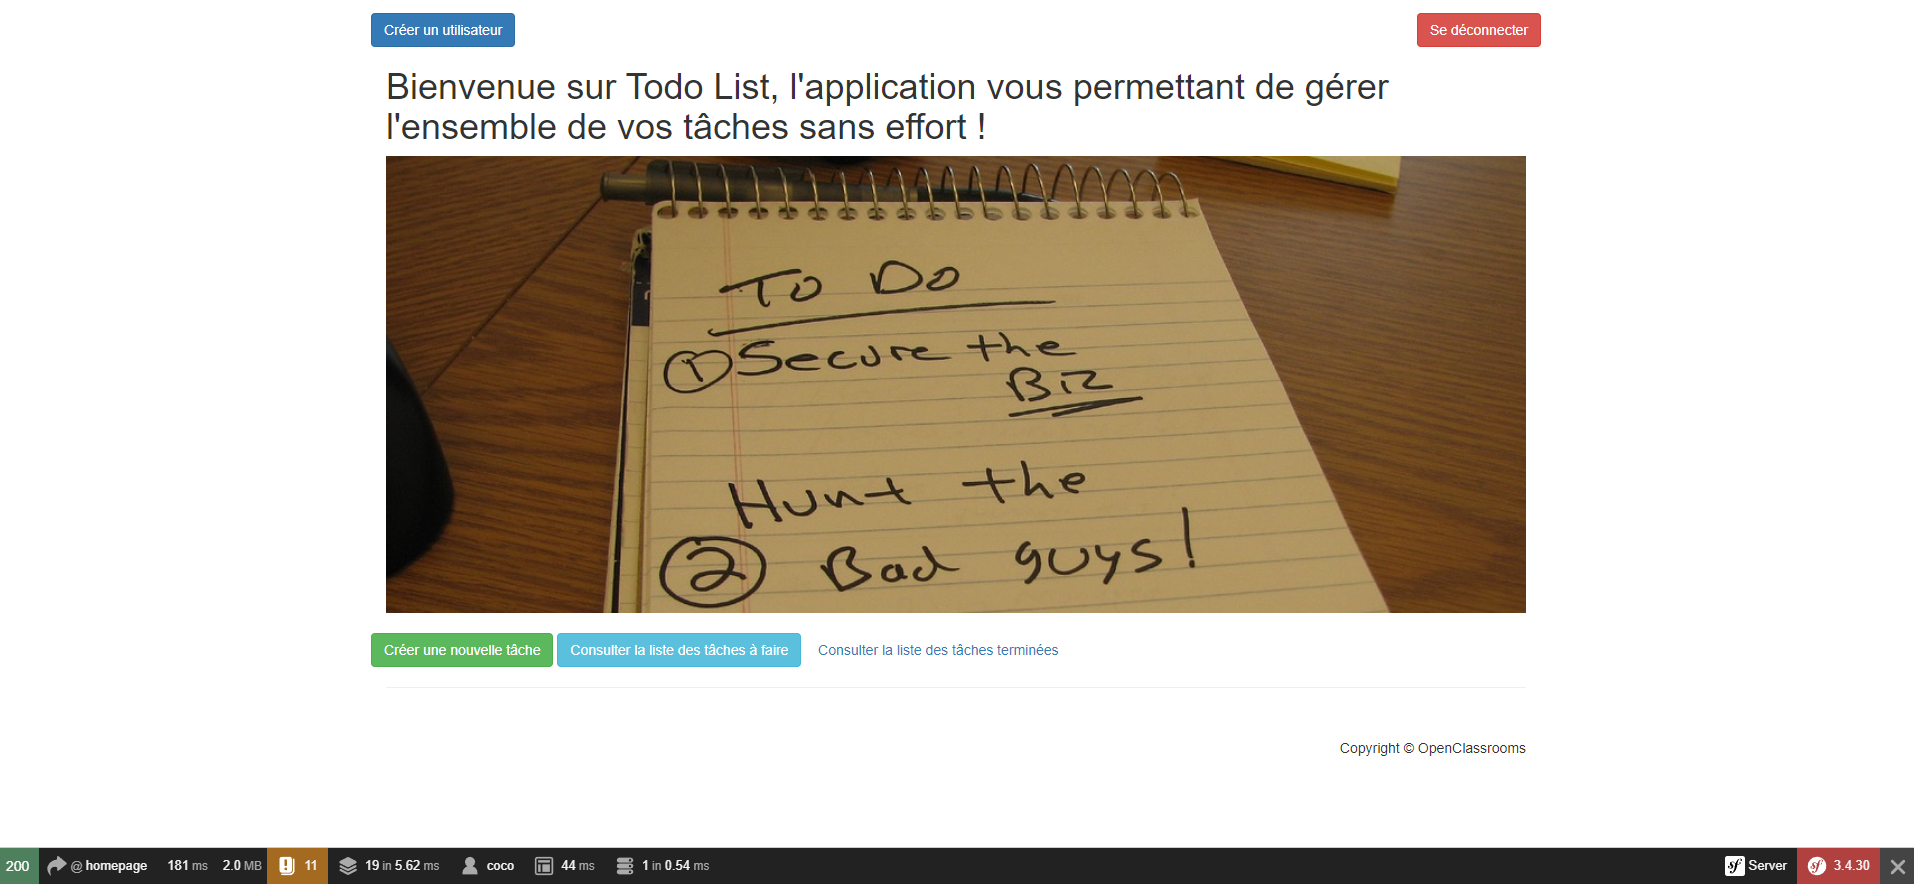 Créer un utilisateur
Se déconnecter
Bienvenue sur Todo List, l'application vous permettant de gérer
l'ensemble de vos tâches sans effort !
To Do
1 Secure the
Biz
Hunt the
2 Bad guys!
Créer une nouvelle tâche
Consulter la liste des tâches à faire
Consulter la liste des tâches terminées
Copyright © OpenClassrooms
200 @ homepage 181 ms 2.0 MB 11 19 in 5.62 ms coco 44 ms 1 in 0.54 ms sf Server sf 3.4.30